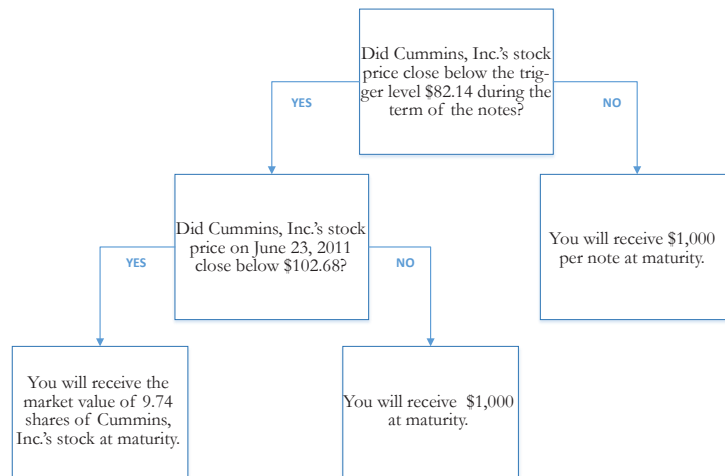 Did Cummins, Inc.'s stock
price close below the trig-
ger level $82.14 during the
term of the notes?
YES
NO
Did Cummins, Inc.'s stock
price on June 23, 2011
close below $102.68?
You will receive $1,000
per note at maturity.
YES
NO
You will receive the
market value of 9.74
shares of Cummins,
Inc.'s stock at maturity.
You will receive $1,000
at maturity.